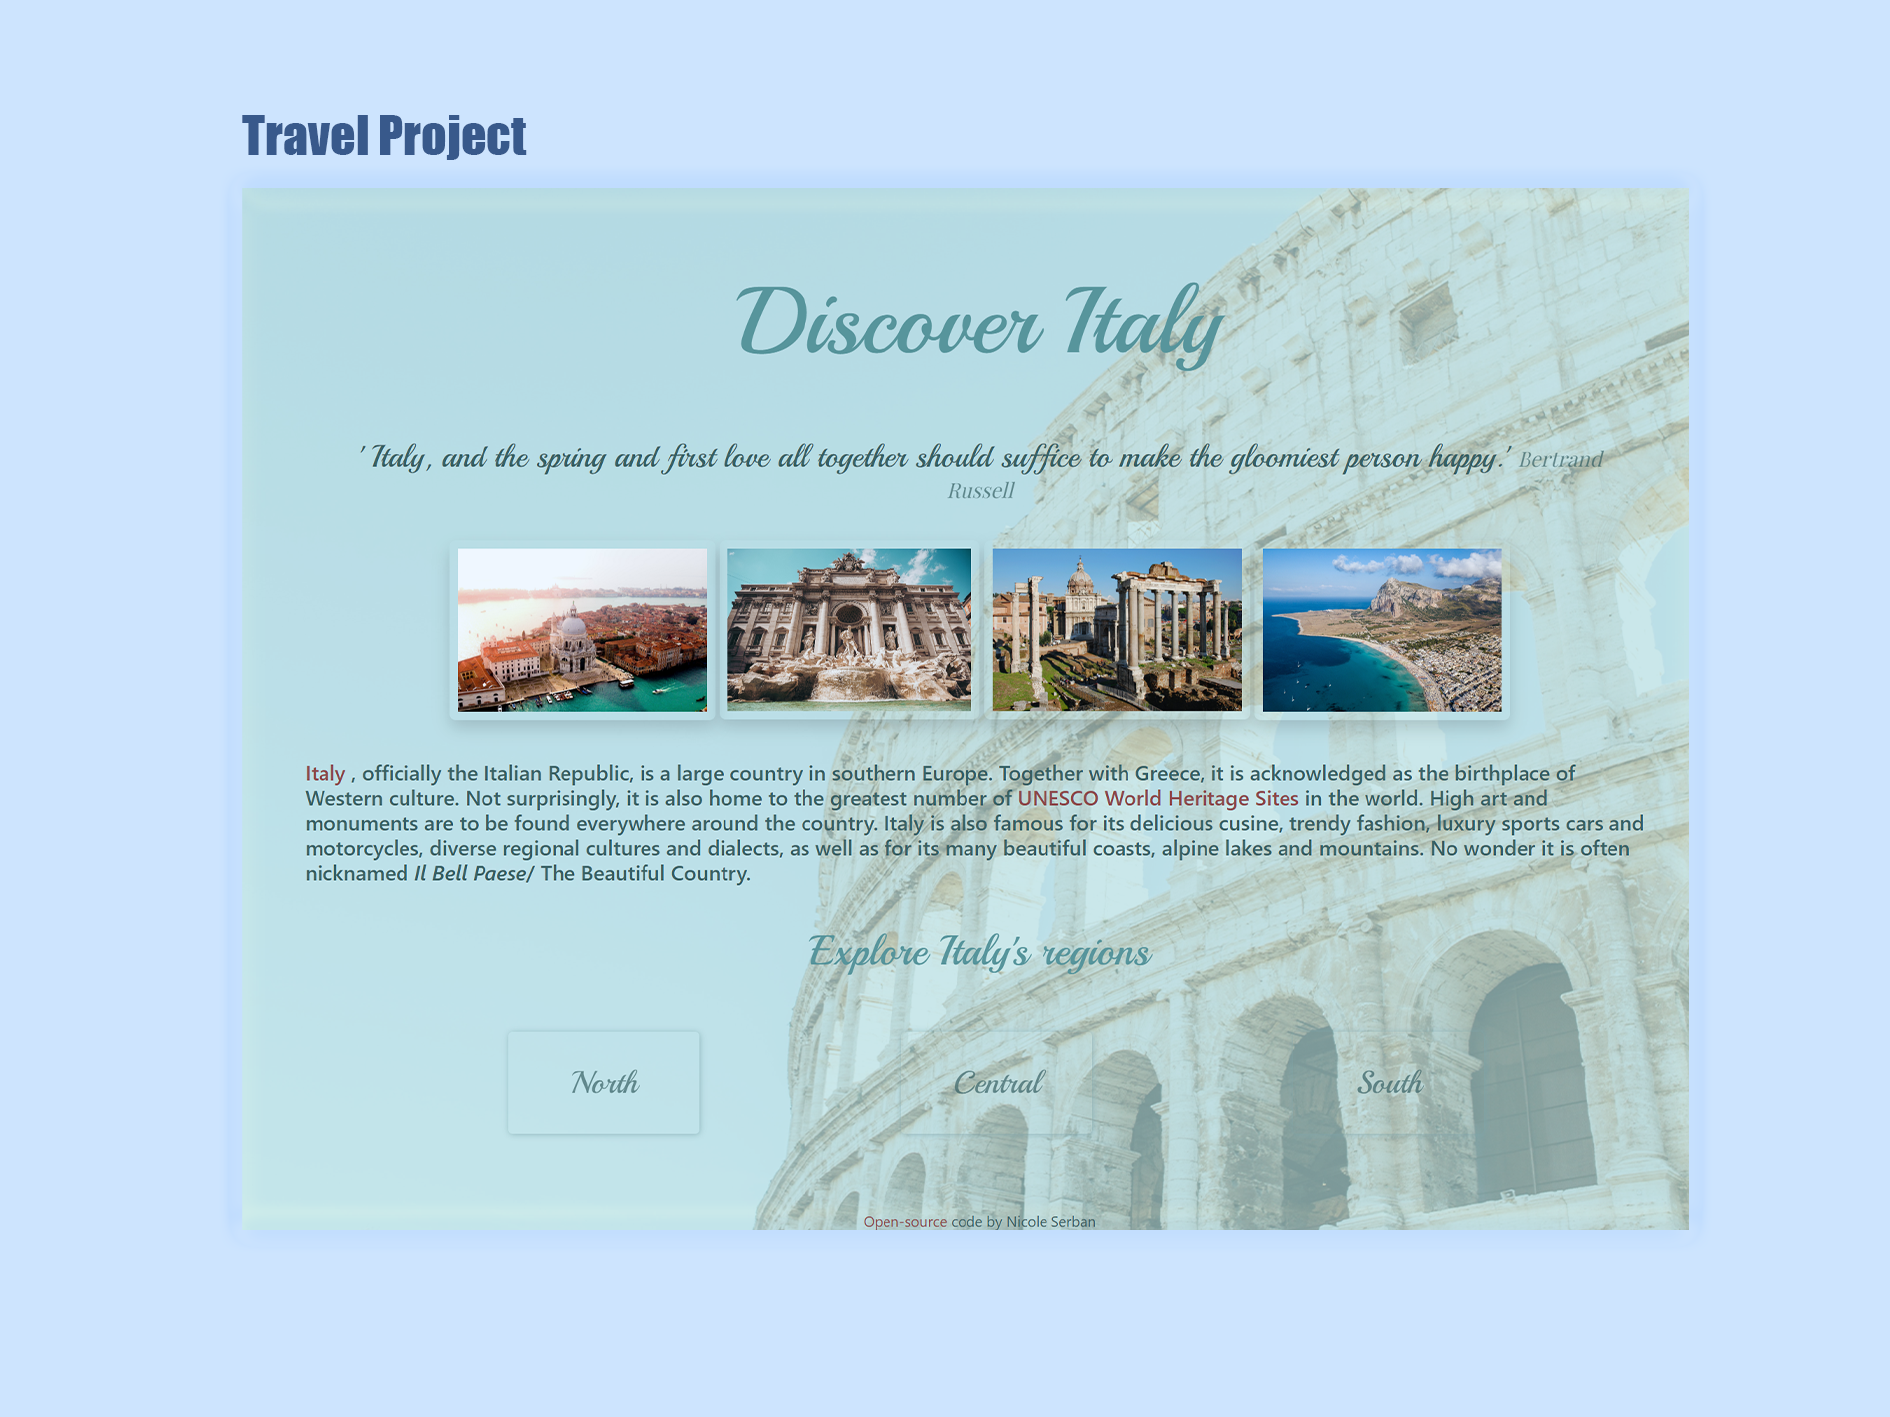 Travel Project
Discover Italy
' Italy, and the spring and first love all together should suffice to make the gloomiest person happy.' Bertrand
Russell
Italy , officially the Italian Republic, is a large country in southern Europe. Together with Greece, it is acknowledged as the birthplace of
Western culture. Not surprisingly, it is also home to the greatest number of UNESCO World Heritage Sites in the world. High art and
monuments are to be found everywhere around the country. Italy is also famous for its delicious cusine, trendy fashion, luxury sports cars and
motorcycles, diverse regional cultures and dialects, as well as for its many beautiful coasts, alpine lakes and mountains. No wonder it is often
nicknamed Il Bell Paese/ The Beautiful Country.
Explore Italy's regions
North
Central
South
Open-source code by Nicole Serban